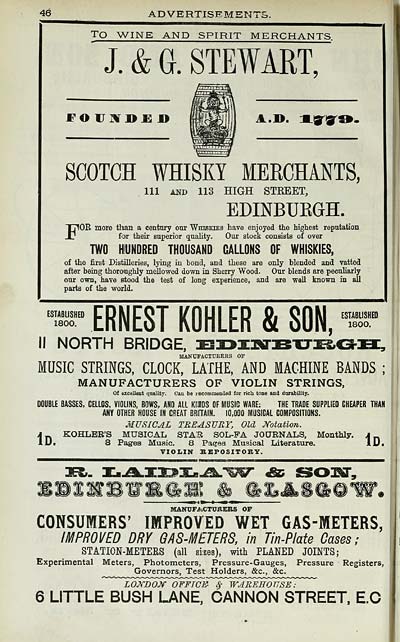 46 ADVERTISEMENTS.
To WINE AND SPIRIT MERCHANTS.
J. & G. STEWART,
FOUNDED A.D. 1779.
SCOTCH WHISKY MERCHANTS,
111 AND 113 HIGH STREET,
EDINBURGH.
FOR more than a century our WHISKIES have enjoyed the highest reputation
for their superior quality. Our stock consists of over
TWO HUNDRED THOUSAND GALLONS OF WHISKIES,
of the first Distilleries, lying in bond, and these are only blended and vatted
after being thoroughly mellowed down in Sherry Wood. Our blends are peculiarly
our own, have stood the test of long experience, and are well known in all
parts of the world.
ESTABLISHED 1800. ERNEST KOHLER & SON, ESTABLISHED 1800.
11 NORTH BRIDGE, EDINBURGH,
MANUFACTURERS OF
MUSIC STRINGS, CLOCK, LATHE, AND MACHINE BANDS ;
MANUFACTURERS OF VIOLIN STRINGS,
Of excellent quality. Can be recommended for rich tone and durability.
DOUBLE BASSES, CELLOS, VIOLINS, BOWS, AND ALL KINDS OF MUSIC WARE. THE TRADE SUPPLIED CHEAPER THAN
ANY OTHER HOUSE IN GREAT BRITAIN. 10,000 MUSICAL COMPOSITIONS.
MUSICAL TREASURY, Old Notation.
1D. KOHLER'S MUSICAL STAR SOL-FA JOURNALS, Monthly. 1D.
8 Pages Music. 8 Pages Musical Literature.
VIOLIN REPOSITORY.
R. LAIDLAW & SON,
EDINBURGH & GLASGOW.
MANUFACTURERS OF
CONSUMERS' IMPROVED WET GAS-METERS,
IMPROVED DRY GAS-METERS, in Tin-Plate Cases ;
STATION-METERS (all sizes), with PLANED JOINTS;
Experimental Meters, Photometers, Pressure-Gauges, Pressure Registers,
Governors, Test Holders, &c., &c.
LONDON OFFICE & WAREHOUSE:
6 LITTLE BUSH LANE, CANNON STREET, E.C